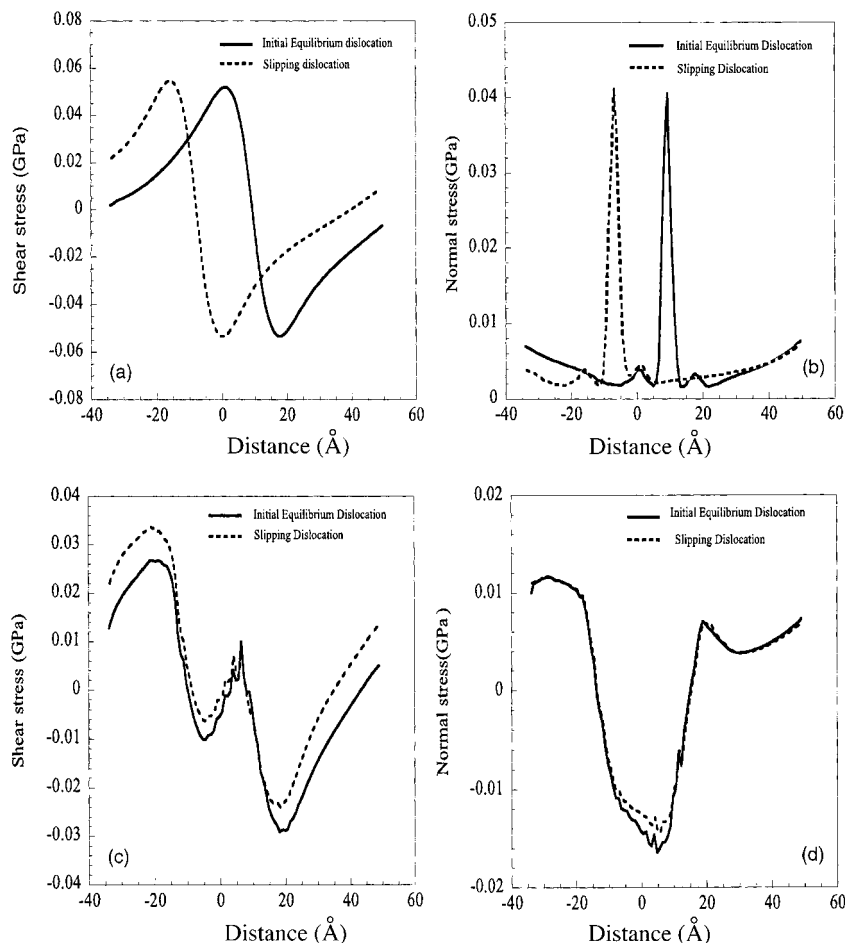 0.08
0.06
0.04
0.02
0
-0.02
-0.04
-0.06
-0.08
Shear stress (GPa)
Initial Equilibrium dislocation
Slipping dislocation
(a)
-40 -20 0 20 40 60
Distance (Å)
0.05
0.04
0.03
0.02
0.01
0
Normal stress(GPa)
Initial Equilibrium Dislocation
Slipping Dislocation
(b)
-40 -20 0 20 40 60
Distance (Å)
0.04
0.03
0.02
0.01
0
-0.01
-0.02
-0.03
-0.04
Shear stress (GPa)
Initial Equilibrium Dislocation
Slipping Dislocation
(c)
-40 -20 0 20 40 60
Distance (Å)
0.02
0.01
0
-0.01
-0.02
Normal stress(GPa)
Initial Equilibrium Dislocation
Slipping Dislocation
(d)
-40 -20 0 20 40 60
Distance (Å)